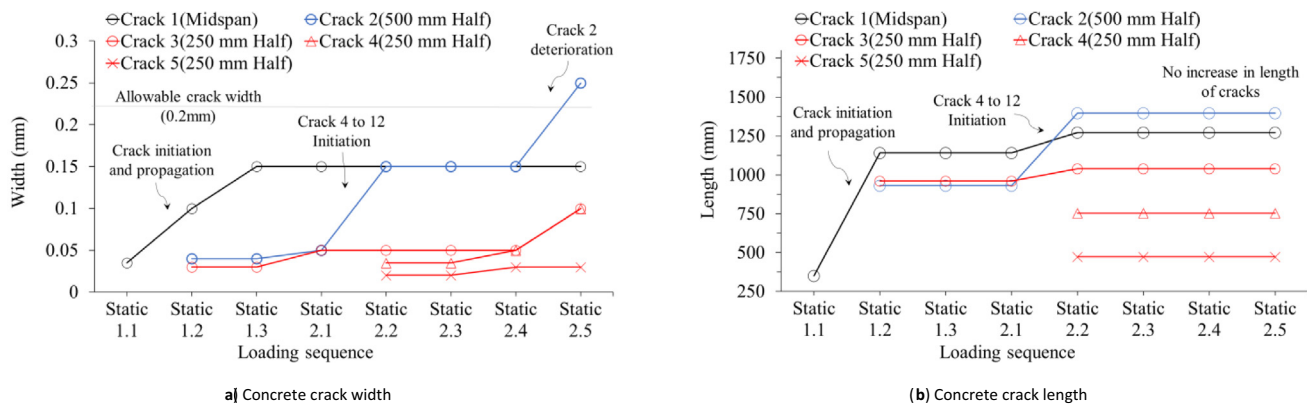 Crack 1(Midspan)
Crack 2(500 mm Half)
Crack 3(250 mm Half)
Crack 4(250 mm Half)
Crack 5(250 mm Half)
Crack 2
deterioration
Allowable crack width
(0.2mm)
Crack 4 to 12
Initiation
Crack initiation
and propagation
Width (mm)
0.3
0.25
0.2
0.15
0.1
0.05
0
Static Static Static Static Static Static Static Static
1.1 1.2 1.3 2.1 2.2 2.3 2.4 2.5
Loading sequence
a) Concrete crack width
Crack 1(Midspan)
Crack 2(500 mm Half)
Crack 3(250 mm Half)
Crack 4(250 mm Half)
Crack 5(250 mm Half)
No increase in length
of cracks
Crack 4 to 12
Initiation
Crack initiation
and propagation
Length (mm)
1750
1500
1250
1000
750
500
250
Static Static Static Static Static Static Static Static
1.1 1.2 1.3 2.1 2.2 2.3 2.4 2.5
Loading sequence
(b) Concrete crack length